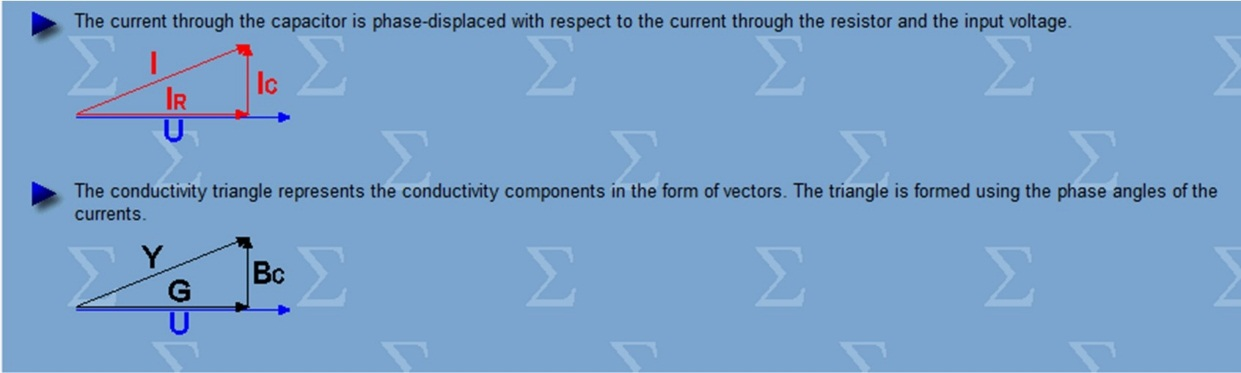 The current through the capacitor is phase-displaced with respect to the current through the resistor and the input voltage.
I
IC
IR
U
The conductivity triangle represents the conductivity components in the form of vectors. The triangle is formed using the phase angles of the
currents.
Y
BC
G
U